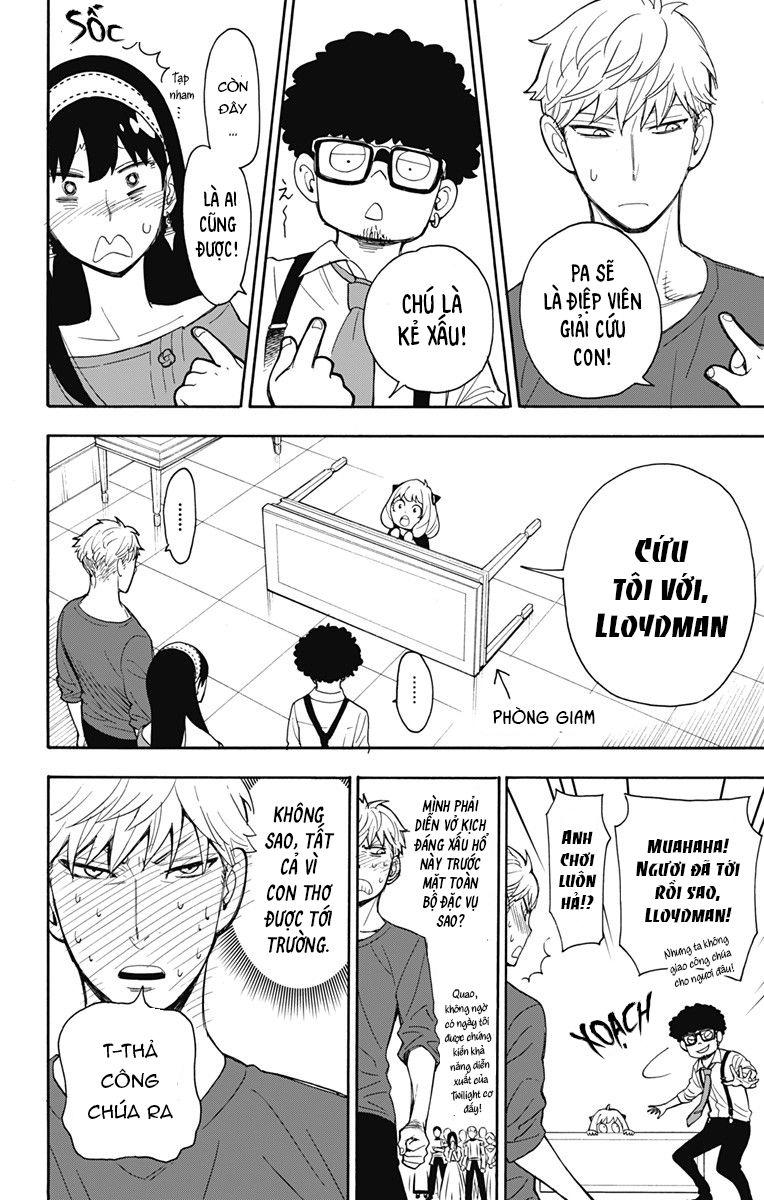 PA SẼ
LÀ ĐIỆP VIÊN
GIẢI CỨU
CON!
CHÚ LÀ
KẺ XẤU!
え〜
SỐC
CÒN
ĐÂY
...
Tạp
nham
...
LÀ AI
CŨNG
ĐƯỢC!
CỨU
TÔI VỚI,
LLOYDMAN
......
......
PHÒNG GIAM
MUAHAHA!
NGƯƠI ĐÃ TỚI
RỒI SAO,
LLOYDMAN!
Nhưng ta không
giao công chúa
cho ngươi đâu!
ANH
CHƠI
LUÔN
HẢ!?
XOẠCH
MÌNH PHẢI
DIỄN VỞ KỊCH
ĐÁNG XẤU HỔ
NÀY TRƯỚC
MẶT TOÀN
BỘ ĐẶC VỤ
SAO?
Quao,
không ngờ
có ngày tôi
được chứng
kiến khả
năng diễn
xuất của
Twilight cơ
đấy!
KHÔNG
SAO, TẤT
CẢ VÌ
CON THƠ
ĐƯỢC TỚI
TRƯỜNG.
T-THẢ
CÔNG
CHÚA RA